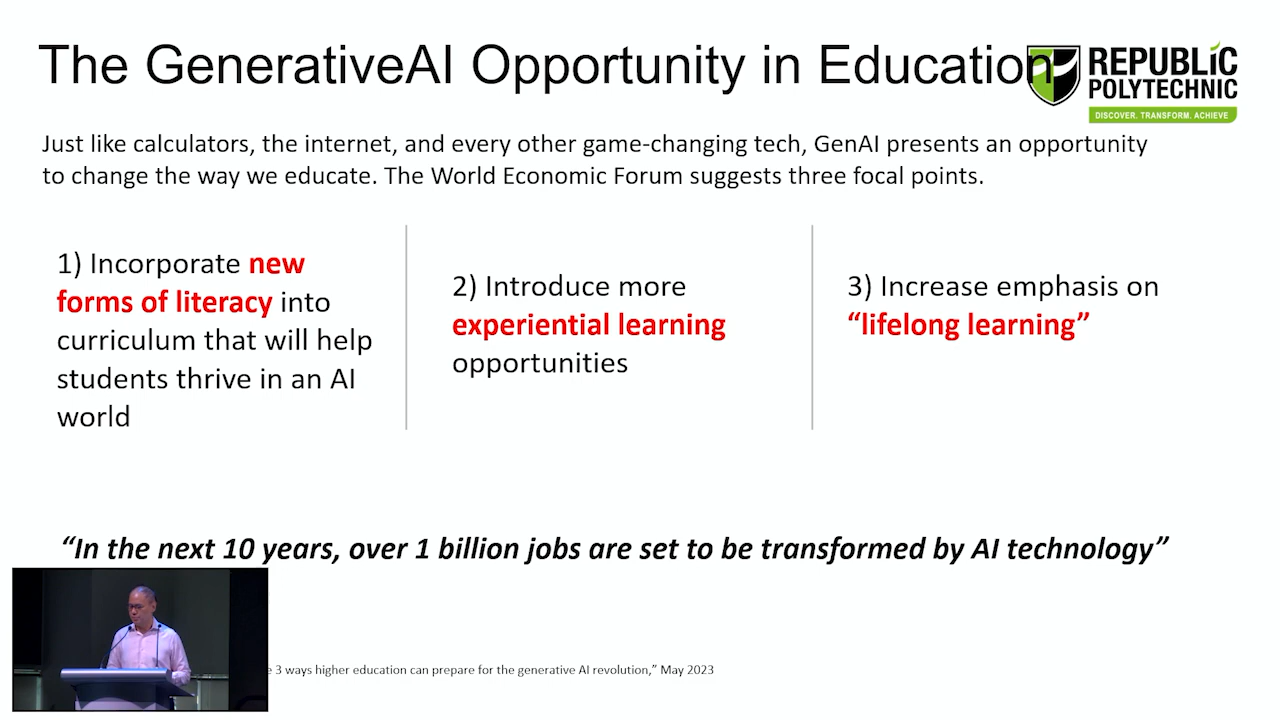 The GenerativeAI Opportunity in Education
REPUBLIC
POLYTECHNIC
DISCOVER. TRANSFORM. ACHIEVE
Just like calculators, the internet, and every other game-changing tech, GenAI presents an opportunity
to change the way we educate. The World Economic Forum suggests three focal points.
1) Incorporate new
forms of literacy into
curriculum that will help
students thrive in an AI
world
2) Introduce more
experiential learning
opportunities
3) Increase emphasis on
“lifelong learning”
“In the next 10 years, over 1 billion jobs are set to be transformed by AI technology”
3 ways higher education can prepare for the generative AI revolution,” May 2023